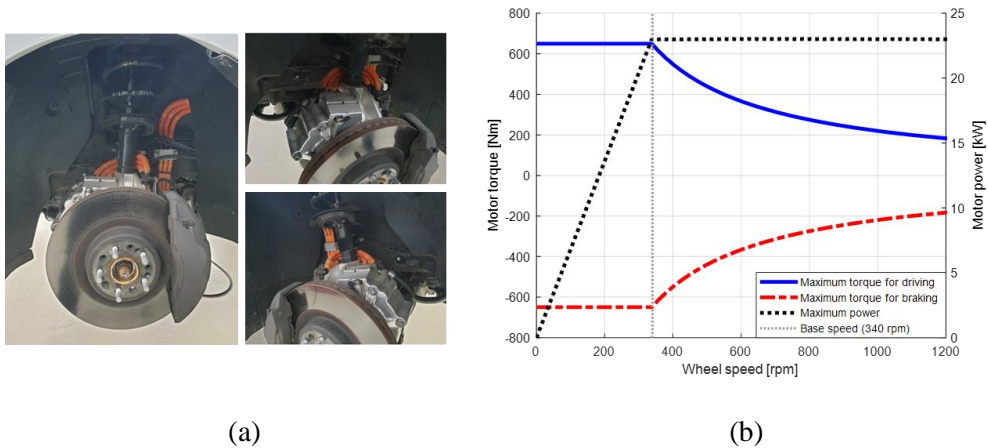 800
600
400
200
0
-200
-400
-600
-800
Motor torque [Nm]
25
20
15
10
5
0
Motor power [kW]
Maximum torque for driving
Maximum torque for braking
Maximum power
Base speed (340 rpm)
0 200 400 600 800 1000 1200
Wheel speed [rpm]
(a) (b)